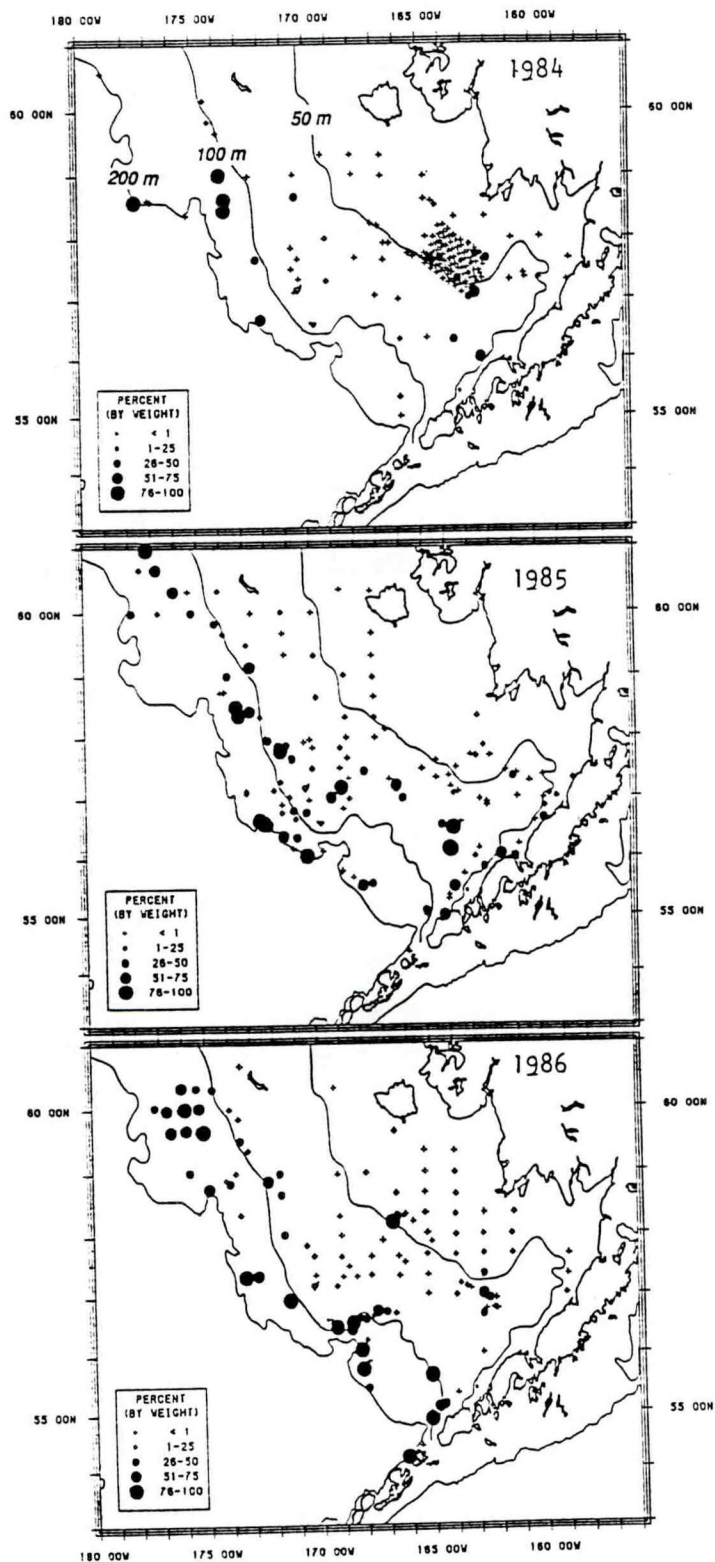 180 00W 175 00W 170 00W 165 00W 160 00W
1984
60 00N 60 00N
50 m
100 m
200 m
55 00N 55 00N
PERCENT
(BY WEIGHT)
< 1
1-25
26-50
51-75
76-100
1985
60 00N 60 00N
55 00N 55 00N
PERCENT
(BY WEIGHT)
< 1
1-25
26-50
51-75
76-100
1986
60 00N 60 00N
55 00N 55 00N
PERCENT
(BY WEIGHT)
< 1
1-25
26-50
51-75
76-100
180 00W 175 00W 170 00W 165 00W 160 00W